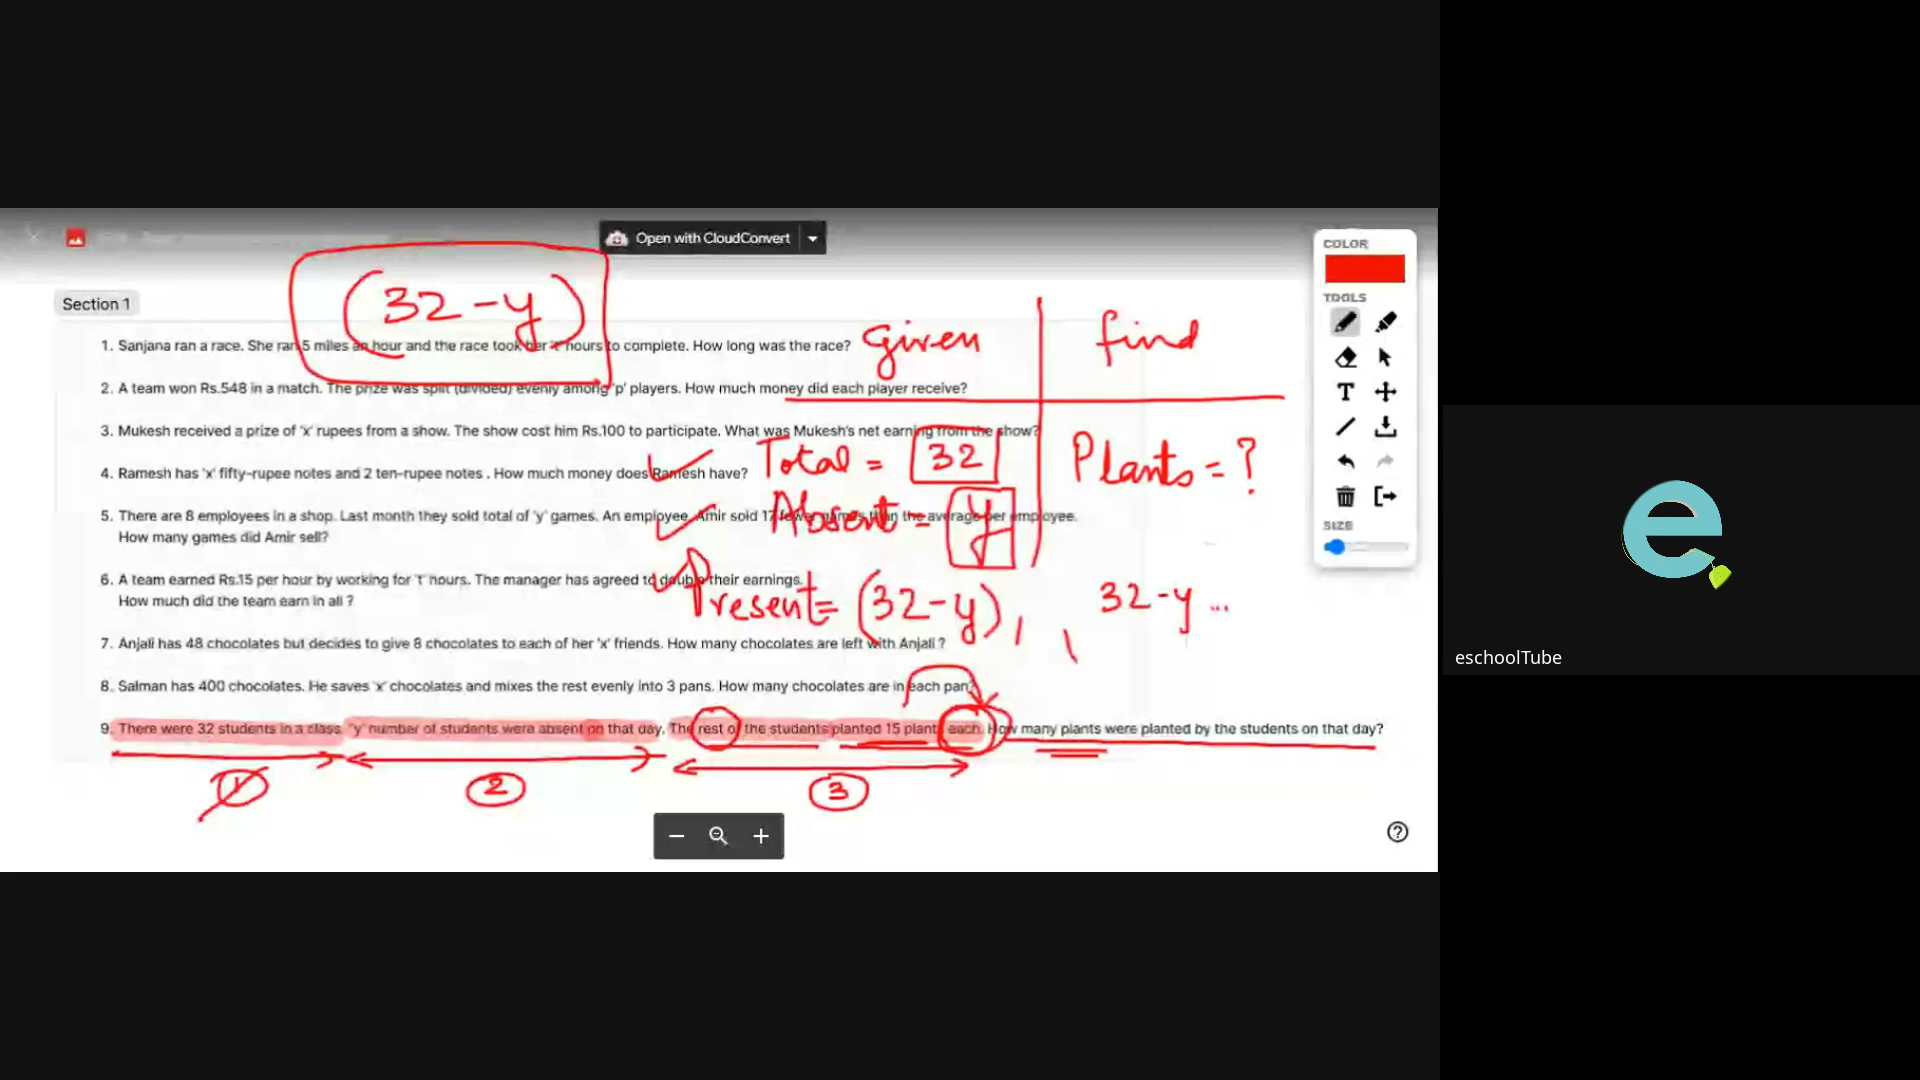 Open with CloudConvert
COLOR
(32-y)
TOOLS
Section 1
given
find
1. Sanjana ran a race. She ran 5 miles an hour and the race took her 't' hours to complete. How long was the race?
2. A team won Rs.548 in a match. The prize was split (divided) evenly among 'p' players. How much money did each player receive?
3. Mukesh received a prize of 'x' rupees from a show. The show cost him Rs.100 to participate. What was Mukesh's net earning from the show?
Total = 32
Plants = ?
4. Ramesh has 'x' fifty-rupee notes and 2 ten-rupee notes . How much money does Ramesh have?
5. There are 8 employees in a shop. Last month they sold total of 'y' games. An employee, Amir sold 17 fewer games than the average per employee.
Absent = y
SIZE
How many games did Amir sell?
6. A team earned Rs.15 per hour by working for 't' hours. The manager has agreed to double their earnings.
Present = (32-y),
32-y ...
How much did the team earn in all ?
7. Anjali has 48 chocolates but decides to give 8 chocolates to each of her 'x' friends. How many chocolates are left with Anjali ?
eschoolTube
8. Salman has 400 chocolates. He saves 'x' chocolates and mixes the rest evenly into 3 pans. How many chocolates are in each pan?
9. There were 32 students in a class. 'y' number of students were absent on that day. The rest of the students planted 15 plants each. How many plants were planted by the students on that day?
1
2
3